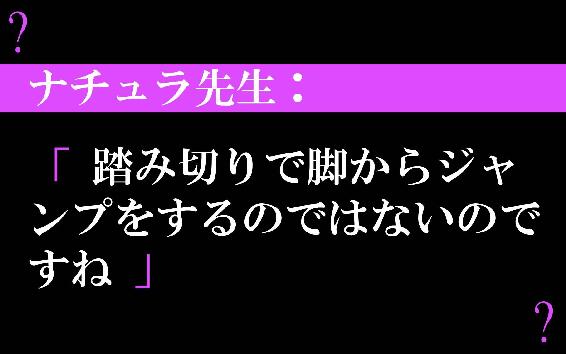 ?
ナチュラ先生：
「 踏み切りで脚からジャ
ンプをするのではないので
すね 」
?